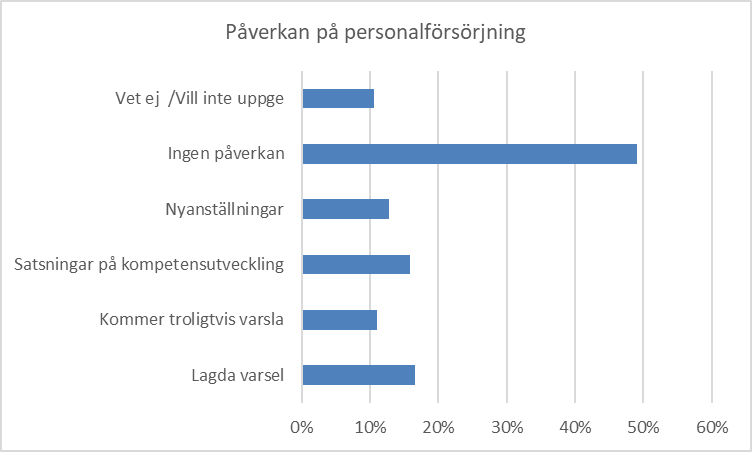 Påverkan på personalförsörjning
Vet ej  /Vill inte uppge
Ingen påverkan
Nyanställningar
Satsningar på kompetensutveckling
Kommer troligtvis varsla
Lagda varsel
0% 10% 20% 30% 40% 50% 60%